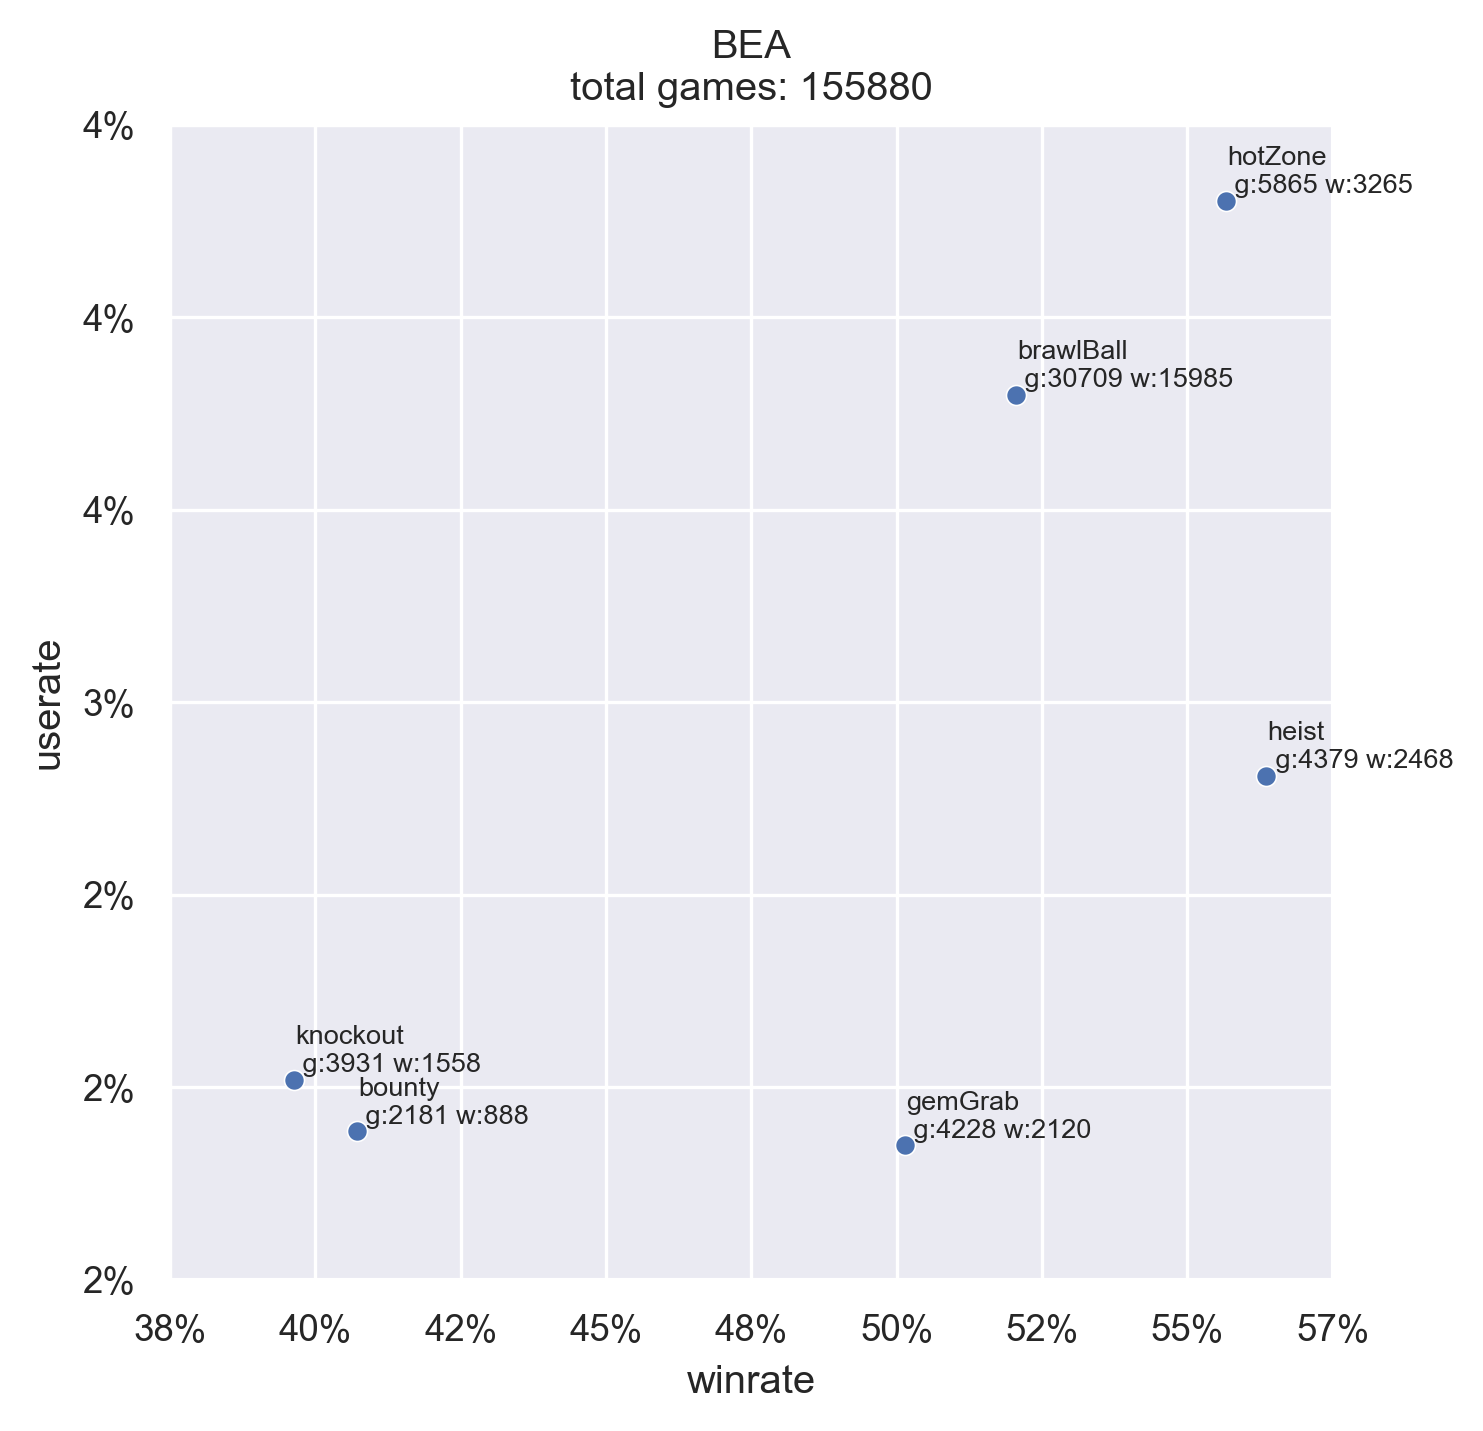 BEA
total games: 155880
4%
hotZone
g:5865 w:3265
4%
brawlBall
g:30709 w:15985
4%
userate
3%
heist
g:4379 w:2468
2%
knockout
g:3931 w:1558
2%
bounty
g:2181 w:888
gemGrab
g:4228 w:2120
2%
38% 40% 42% 45% 48% 50% 52% 55% 57%
winrate